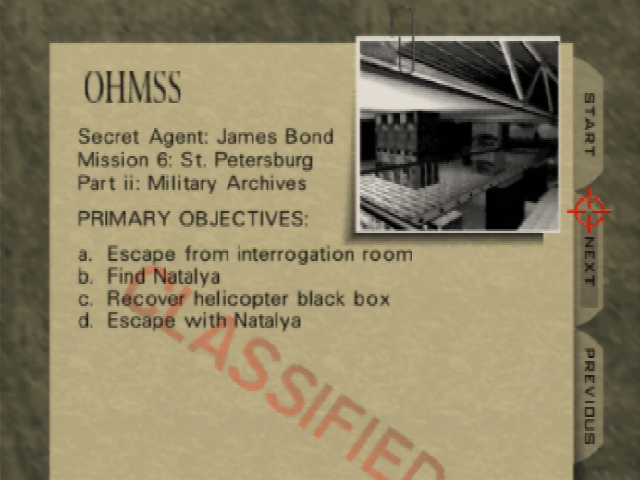 OHMSS
Secret Agent: James Bond
Mission 6: St. Petersburg
Part ii: Military Archives
PRIMARY OBJECTIVES:
a. Escape from interrogation room
b. Find Natalya
c. Recover helicopter black box
d. Escape with Natalya
CLASSIFIED
START
NEXT
PREVIOUS